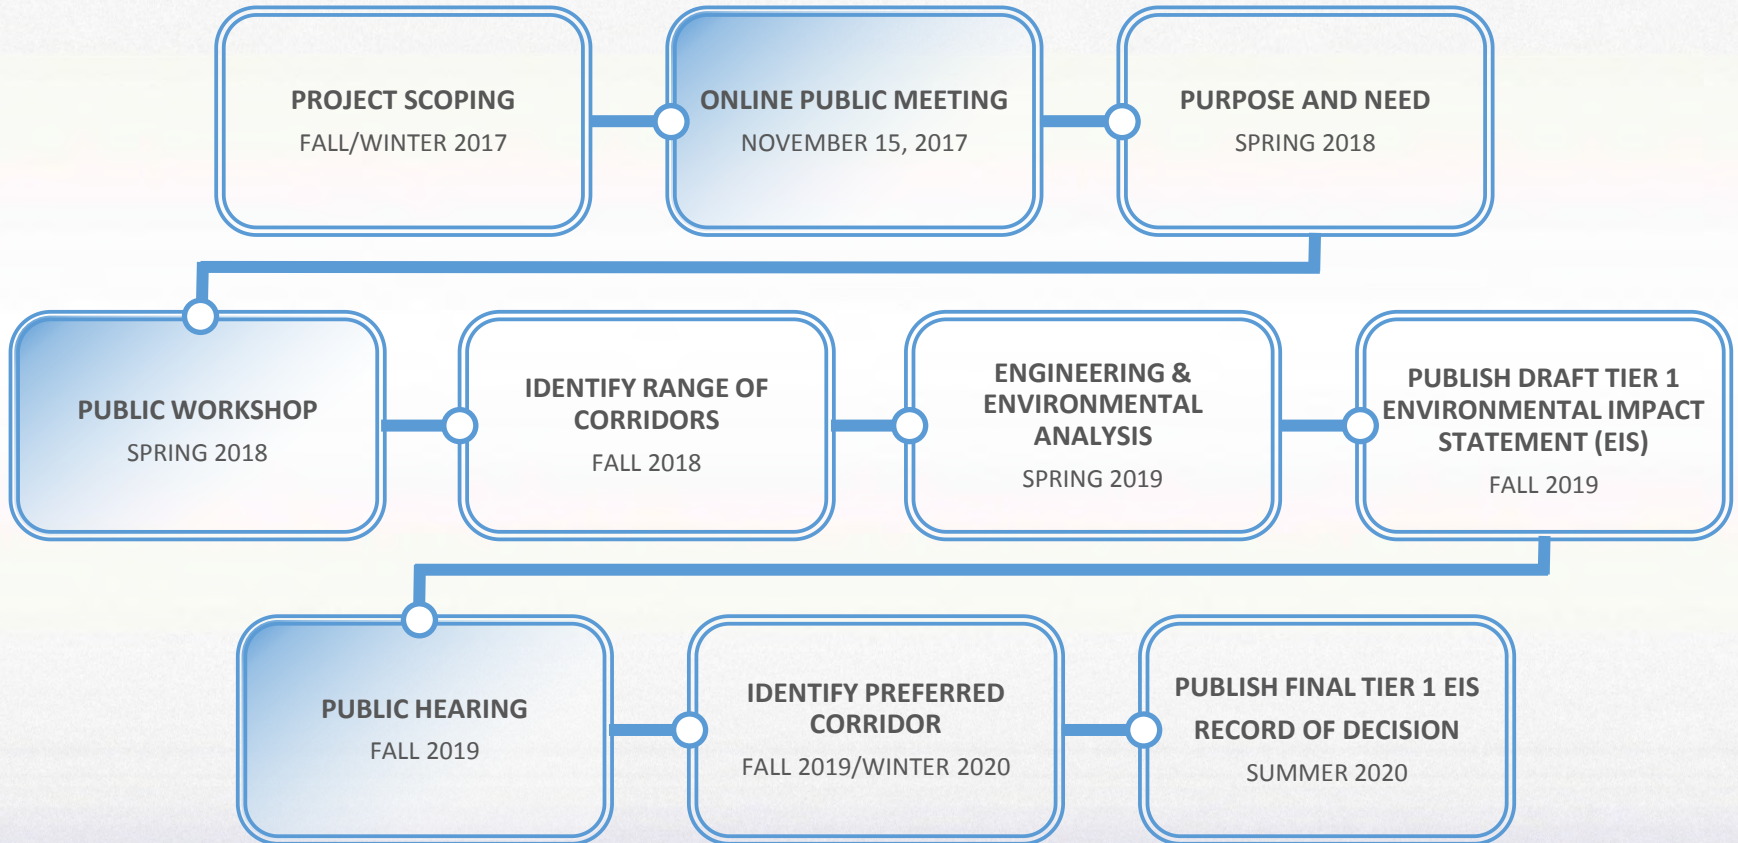 PROJECT SCOPING
FALL/WINTER 2017
ONLINE PUBLIC MEETING
NOVEMBER 15, 2017
PURPOSE AND NEED
SPRING 2018
PUBLIC WORKSHOP
SPRING 2018
IDENTIFY RANGE OF
CORRIDORS
FALL 2018
ENGINEERING &
ENVIRONMENTAL
ANALYSIS
SPRING 2019
PUBLISH DRAFT TIER 1
ENVIRONMENTAL IMPACT
STATEMENT (EIS)
FALL 2019
PUBLIC HEARING
FALL 2019
IDENTIFY PREFERRED
CORRIDOR
FALL 2019/WINTER 2020
PUBLISH FINAL TIER 1 EIS
RECORD OF DECISION
SUMMER 2020